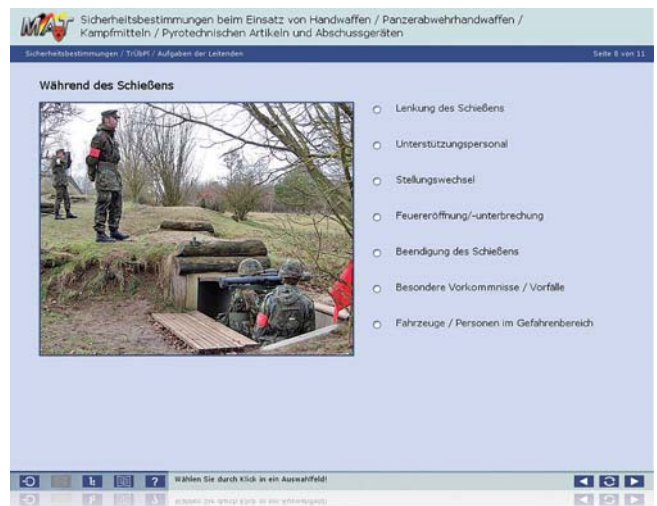 MAT
Sicherheitsbestimmungen beim Einsatz von Handwaffen / Panzerabwehrhandwaffen /
Kampfmitteln / Pyrotechnischen Artikeln und Abschussgeräten
Sicherheitsbestimmungen / TrÜbPl / Aufgaben der Leitenden
Seite 8 von 11
Während des Schießens
Lenkung des Schießens
Unterstützungspersonal
Stellungswechsel
Feuereröffnung/-unterbrechung
Beendigung des Schießens
Besondere Vorkommnisse / Vorfälle
Fahrzeuge / Personen im Gefahrenbereich
?
Wählen Sie durch Klick in ein Auswahlfeld!